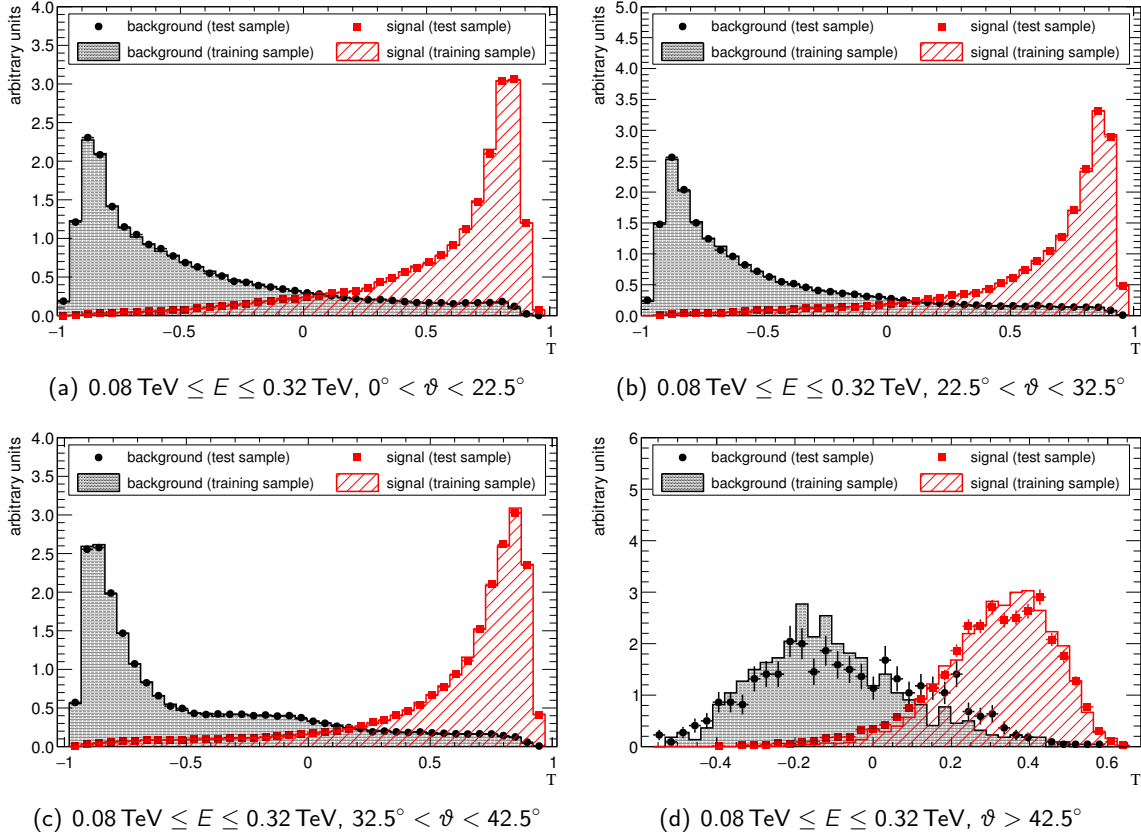 arbitrary units
4.0
3.5
3.0
2.5
2.0
1.5
1.0
0.5
0.0
background (test sample) signal (test sample)
background (training sample) signal (training sample)
−1 −0.5 0 0.5 1
T
(a) 0.08 TeV ≤ E ≤ 0.32 TeV, 0° < ϑ < 22.5°
arbitrary units
5.0
4.5
4.0
3.5
3.0
2.5
2.0
1.5
1.0
0.5
0.0
background (test sample) signal (test sample)
background (training sample) signal (training sample)
−1 −0.5 0 0.5 1
T
(b) 0.08 TeV ≤ E ≤ 0.32 TeV, 22.5° < ϑ < 32.5°
arbitrary units
4.0
3.5
3.0
2.5
2.0
1.5
1.0
0.5
0.0
background (test sample) signal (test sample)
background (training sample) signal (training sample)
−1 −0.5 0 0.5 1
T
(c) 0.08 TeV ≤ E ≤ 0.32 TeV, 32.5° < ϑ < 42.5°
arbitrary units
6
5
4
3
2
1
0
background (test sample) signal (test sample)
background (training sample) signal (training sample)
−0.4 −0.2 0 0.2 0.4 0.6
T
(d) 0.08 TeV ≤ E ≤ 0.32 TeV, ϑ > 42.5°